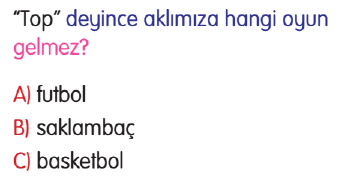 “Top” deyince aklımıza hangi oyun
gelmez?
A) futbol
B) saklambaç
C) basketbol